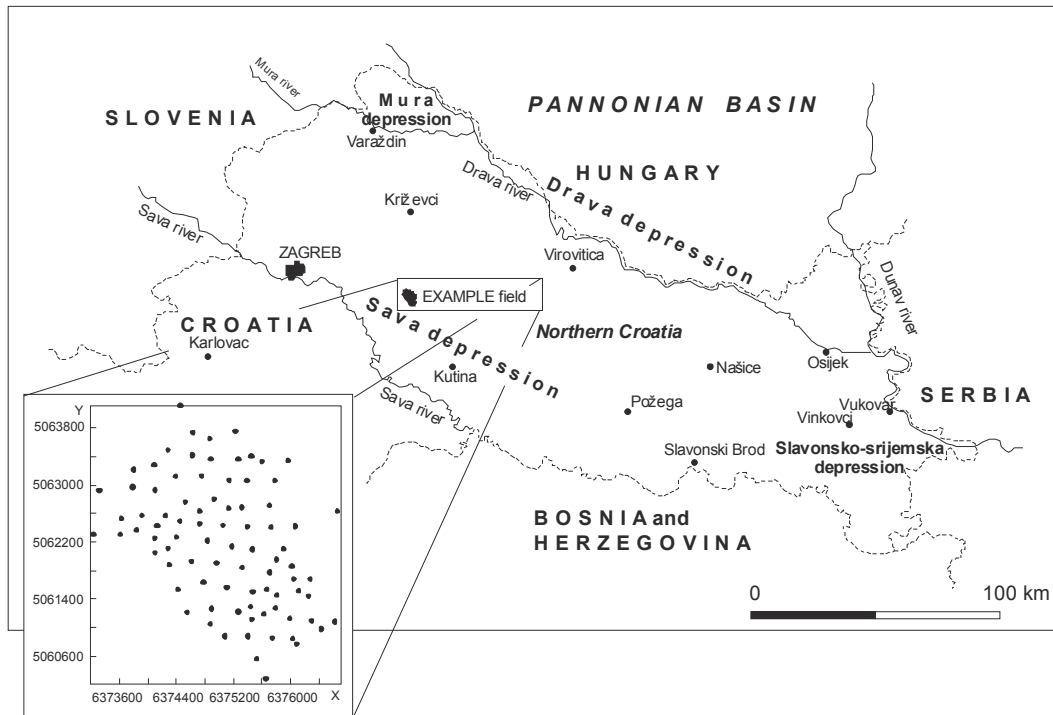 Mura river
SLOVENIA
Mura
depression
Varaždin
PANNONIAN BASIN
HUNGARY
Drava river
Drava depression
Križevci
Sava river
ZAGREB
Virovitica
Dunav river
EXAMPLE field
CROATIA
Karlovac
Sava depression
Northern Croatia
Kutina
Sava river
Našice
Osijek
Požega
SERBIA
Vukovar
Vinkovci
Slavonski Brod
Slavonsko-srijemska
depression
BOSNIA and
HERZEGOVINA
0 100 km
Y
5063800
5063000
5062200
5061400
5060600
6373600 6374400 6375200 6376000 X